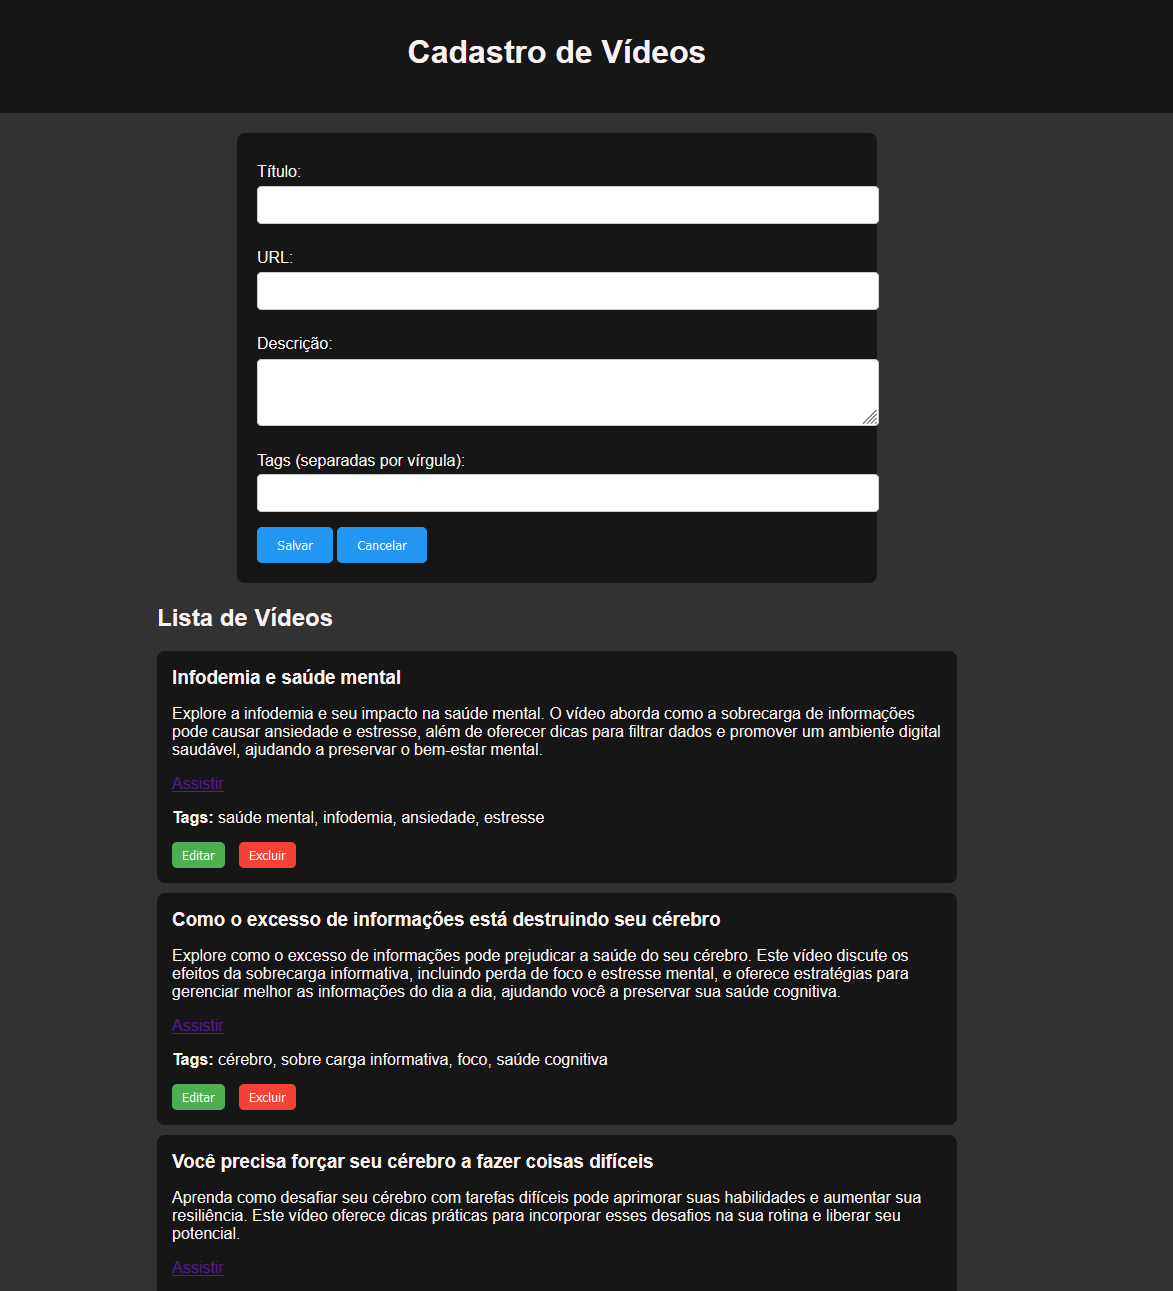 Cadastro de Vídeos
Título:
URL:
Descrição:
Tags (separadas por vírgula):
Salvar Cancelar
Lista de Vídeos
Infodemia e saúde mental
Explore a infodemia e seu impacto na saúde mental. O vídeo aborda como a sobrecarga de informações
pode causar ansiedade e estresse, além de oferecer dicas para filtrar dados e promover um ambiente digital
saudável, ajudando a preservar o bem-estar mental.
Assistir
Tags: saúde mental, infodemia, ansiedade, estresse
Editar Excluir
Como o excesso de informações está destruindo seu cérebro
Explore como o excesso de informações pode prejudicar a saúde do seu cérebro. Este vídeo discute os
efeitos da sobrecarga informativa, incluindo perda de foco e estresse mental, e oferece estratégias para
gerenciar melhor as informações do dia a dia, ajudando você a preservar sua saúde cognitiva.
Assistir
Tags: cérebro, sobre carga informativa, foco, saúde cognitiva
Editar Excluir
Você precisa forçar seu cérebro a fazer coisas difíceis
Aprenda como desafiar seu cérebro com tarefas difíceis pode aprimorar suas habilidades e aumentar sua
resiliência. Este vídeo oferece dicas práticas para incorporar esses desafios na sua rotina e liberar seu
potencial.
Assistir